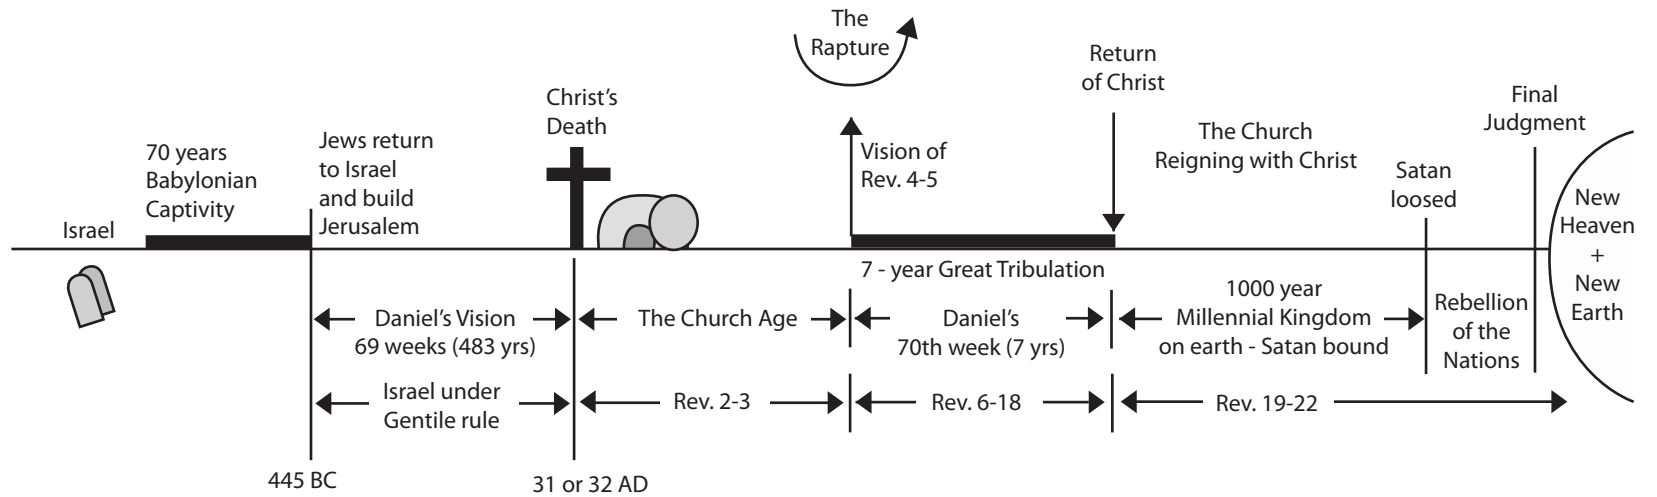 The
Rapture
Return
of Christ
Christ's
Death
Final
Judgment
Jews return
to Israel
and build
Jerusalem
70 years
Babylonian
Captivity
Israel
Vision of
Rev. 4-5
The Church
Reigning with Christ
Satan
loosed
New
Heaven
+
New
Earth
7 - year Great Tribulation
Daniel's Vision
69 weeks (483 yrs)
The Church Age
Daniel's
70th week (7 yrs)
1000 year
Millennial Kingdom
on earth - Satan bound
Rebellion
of the
Nations
Israel under
Gentile rule
Rev. 2-3
Rev. 6-18
Rev. 19-22
445 BC
31 or 32 AD